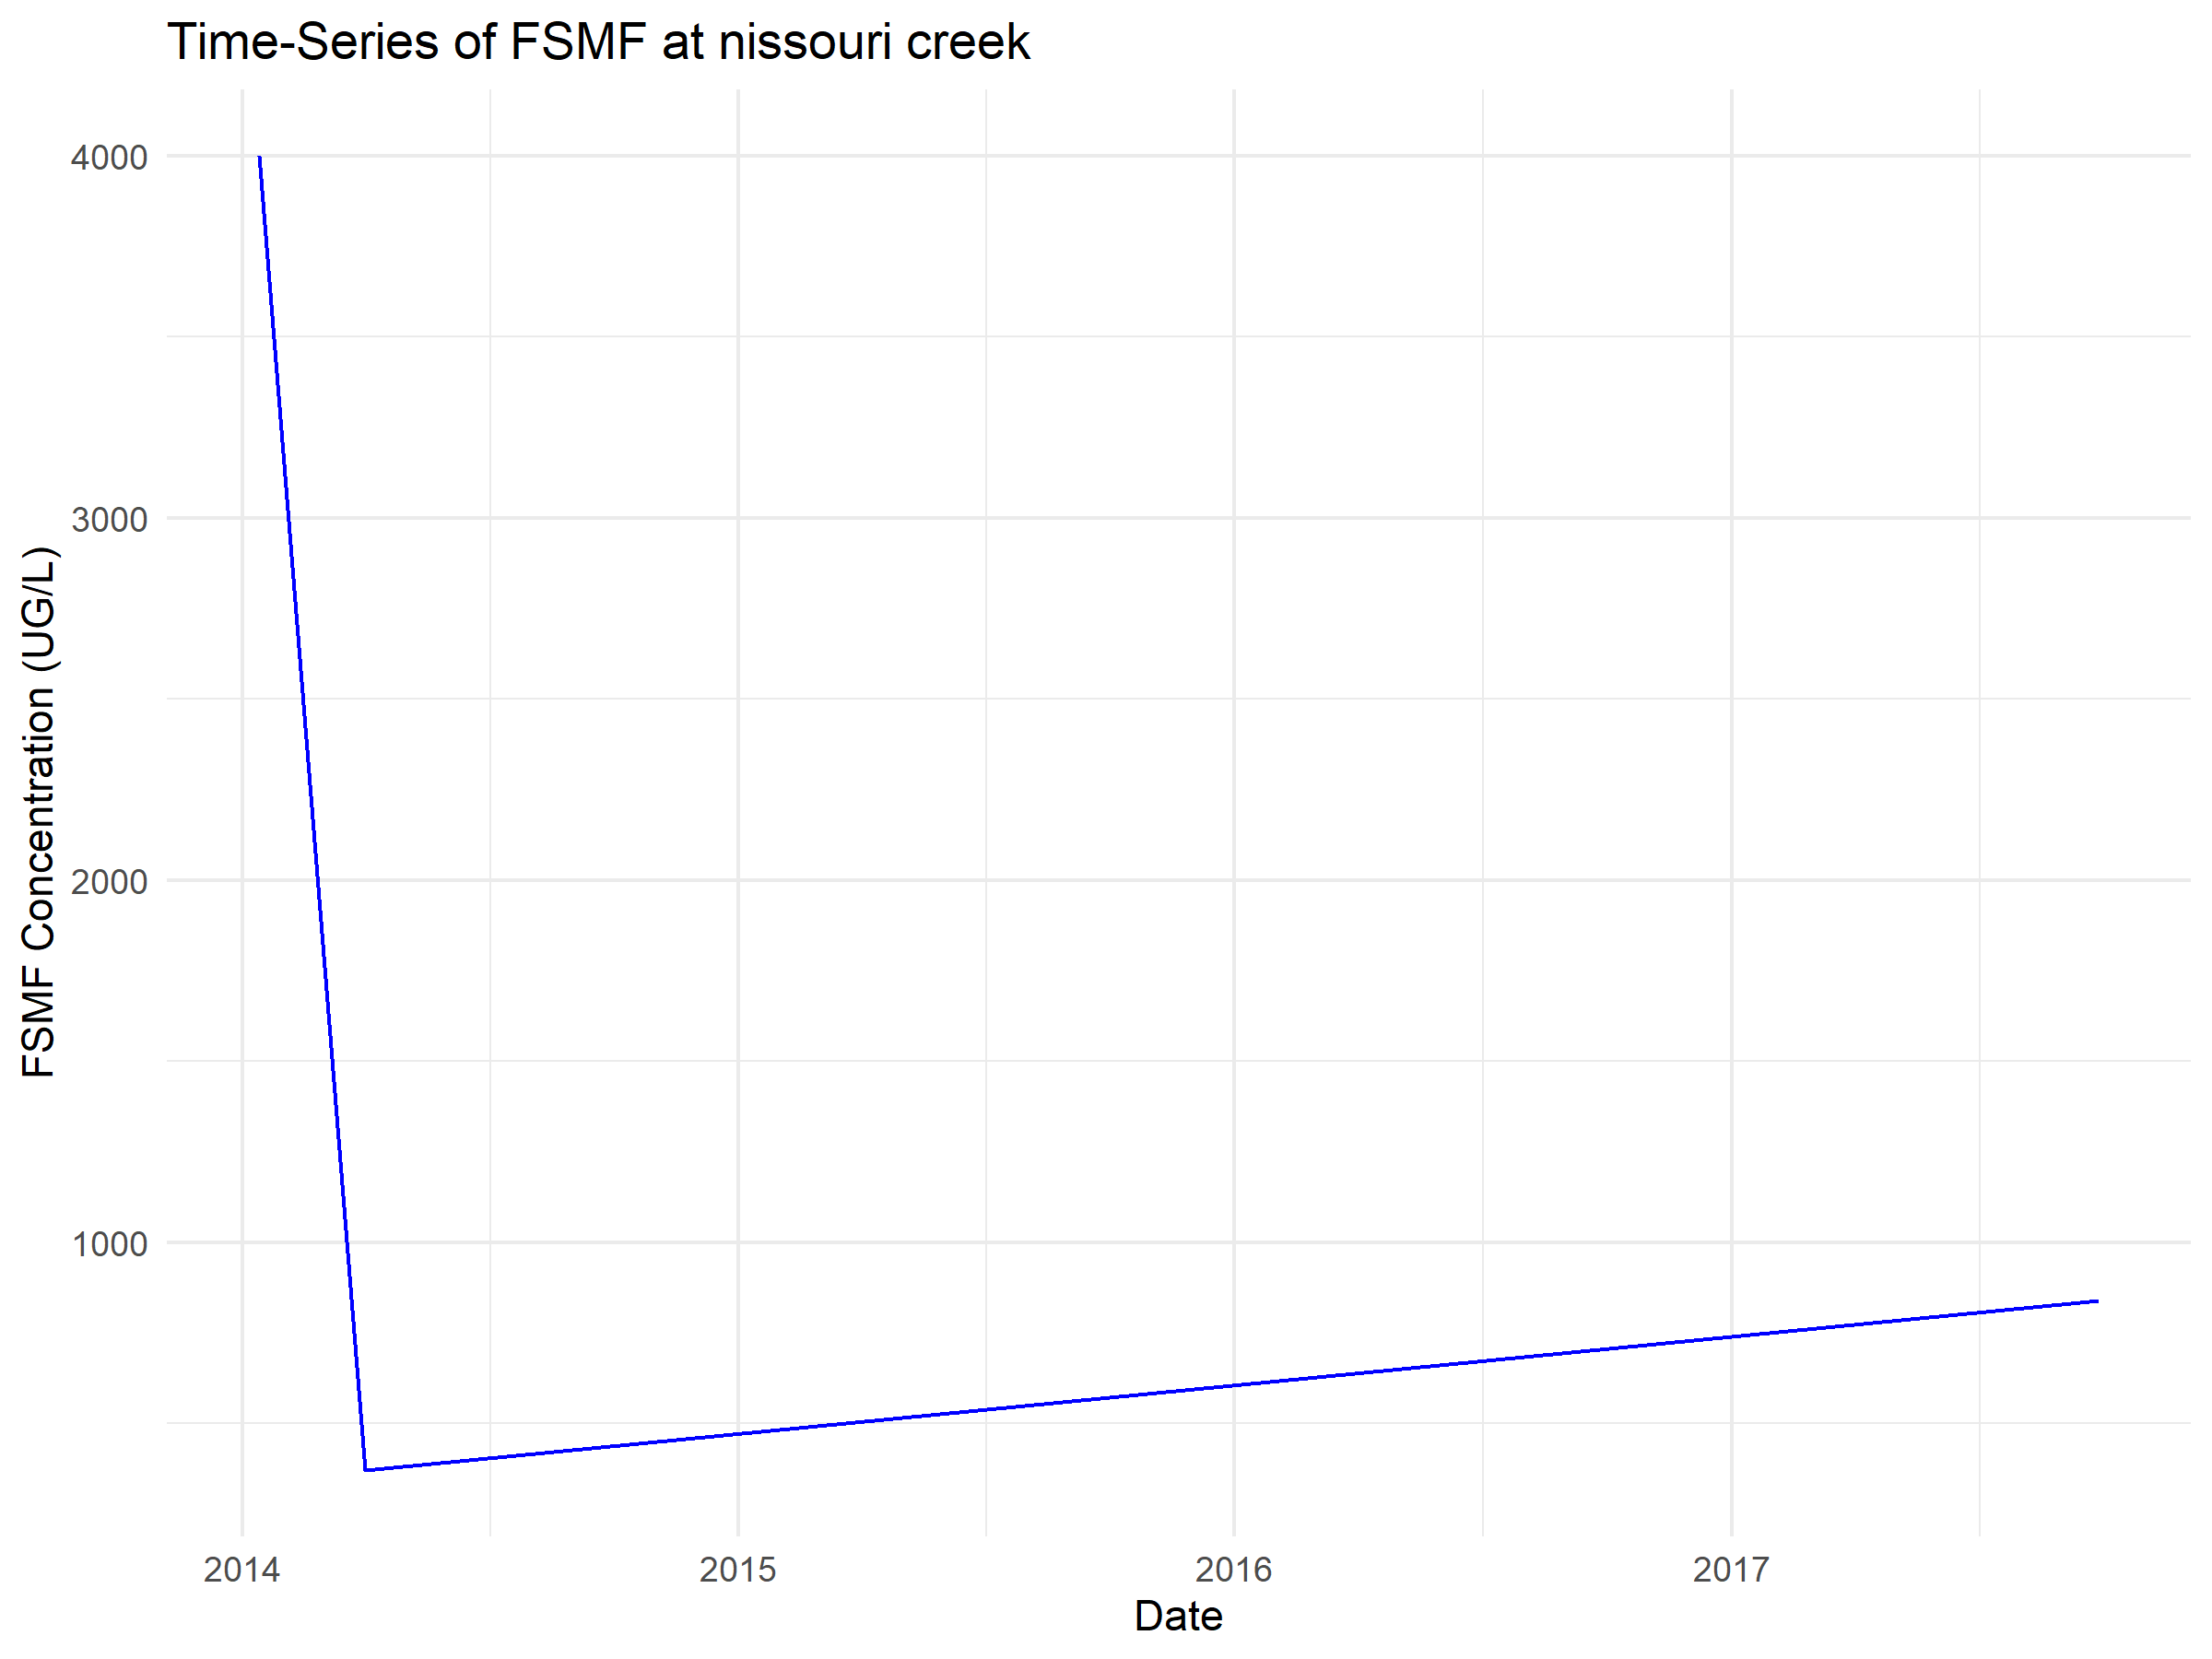 Time-Series of FSMF at nissouri creek
FSMF Concentration (UG/L)
4000
3000
2000
1000
2014
2015
2016
2017
Date